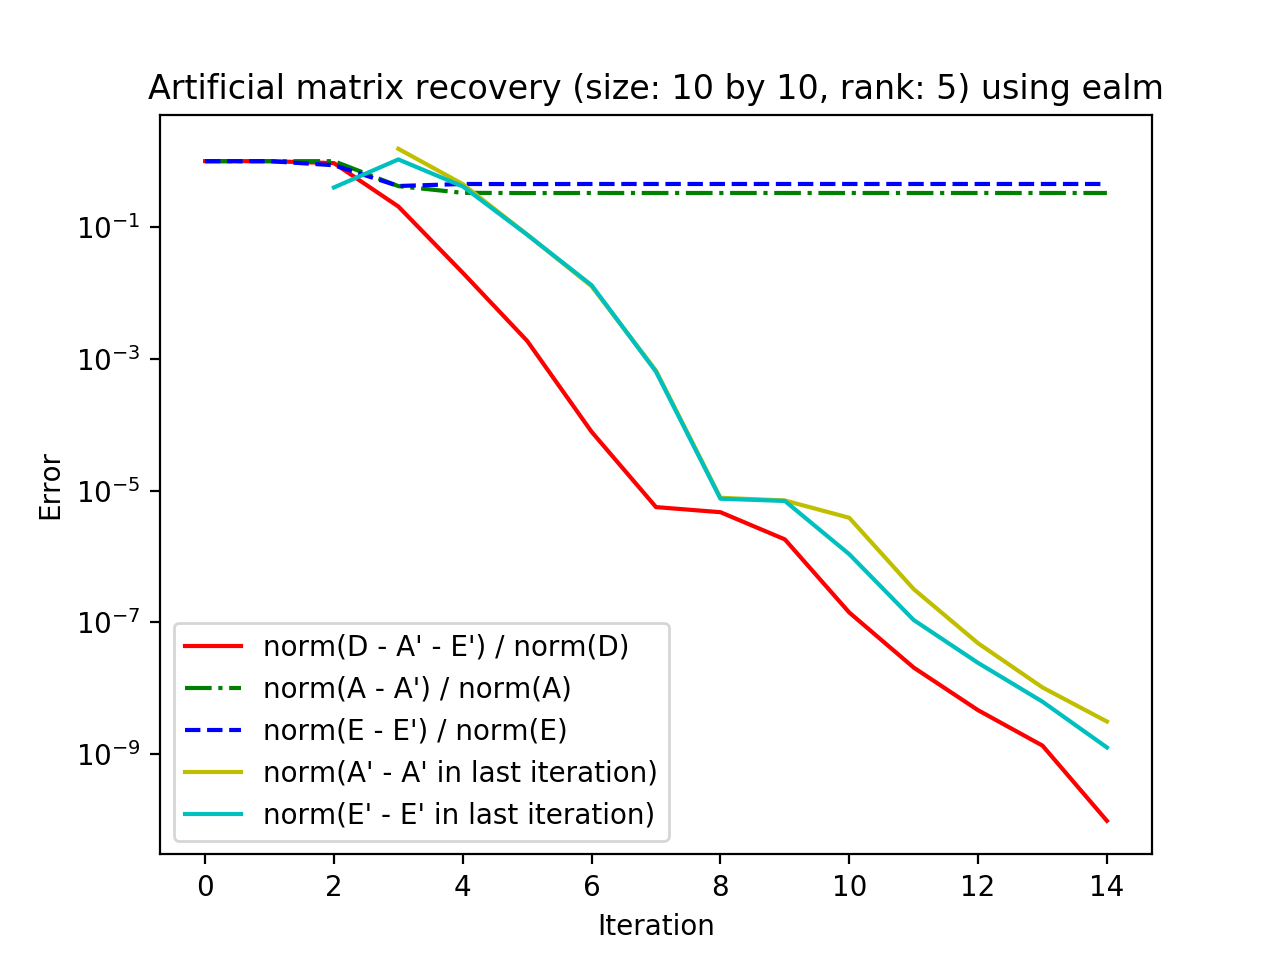 Artificial matrix recovery (size: 10 by 10, rank: 5) using ealm
Error
10⁻¹
10⁻³
10⁻⁵
10⁻⁷
10⁻⁹
norm(D - A' - E') / norm(D)
norm(A - A') / norm(A)
norm(E - E') / norm(E)
norm(A' - A' in last iteration)
norm(E' - E' in last iteration)
0 2 4 6 8 10 12 14
Iteration